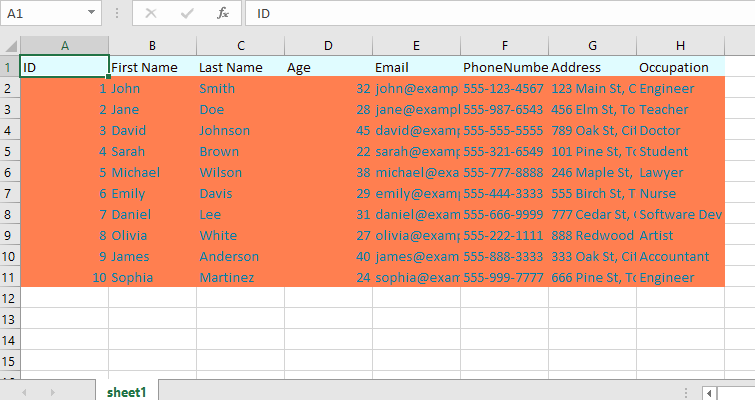 A1 fx ID
A B C D E F G H
1 ID First Name Last Name Age Email PhoneNumbe Address Occupation
2 1 John Smith 32 john@examp 555-123-4567 123 Main St, C Engineer
3 2 Jane Doe 28 jane@exampl 555-987-6543 456 Elm St, To Teacher
4 3 David Johnson 45 david@exam 555-555-5555 789 Oak St, Cit Doctor
5 4 Sarah Brown 22 sarah@exam 555-321-6549 101 Pine St, To Student
6 5 Michael Wilson 38 michael@exa 555-777-8888 246 Maple St, Lawyer
7 6 Emily Davis 29 emily@exam 555-444-3333 555 Birch St, T Nurse
8 7 Daniel Lee 31 daniel@exam 555-666-9999 777 Cedar St, Software Dev
9 8 Olivia White 27 olivia@exam 555-222-1111 888 Redwood Artist
10 9 James Anderson 40 james@exam 555-888-3333 333 Oak St, Cit Accountant
11 10 Sophia Martinez 24 sophia@exam 555-999-7777 666 Pine St, To Engineer
12
13
14
15
sheet1